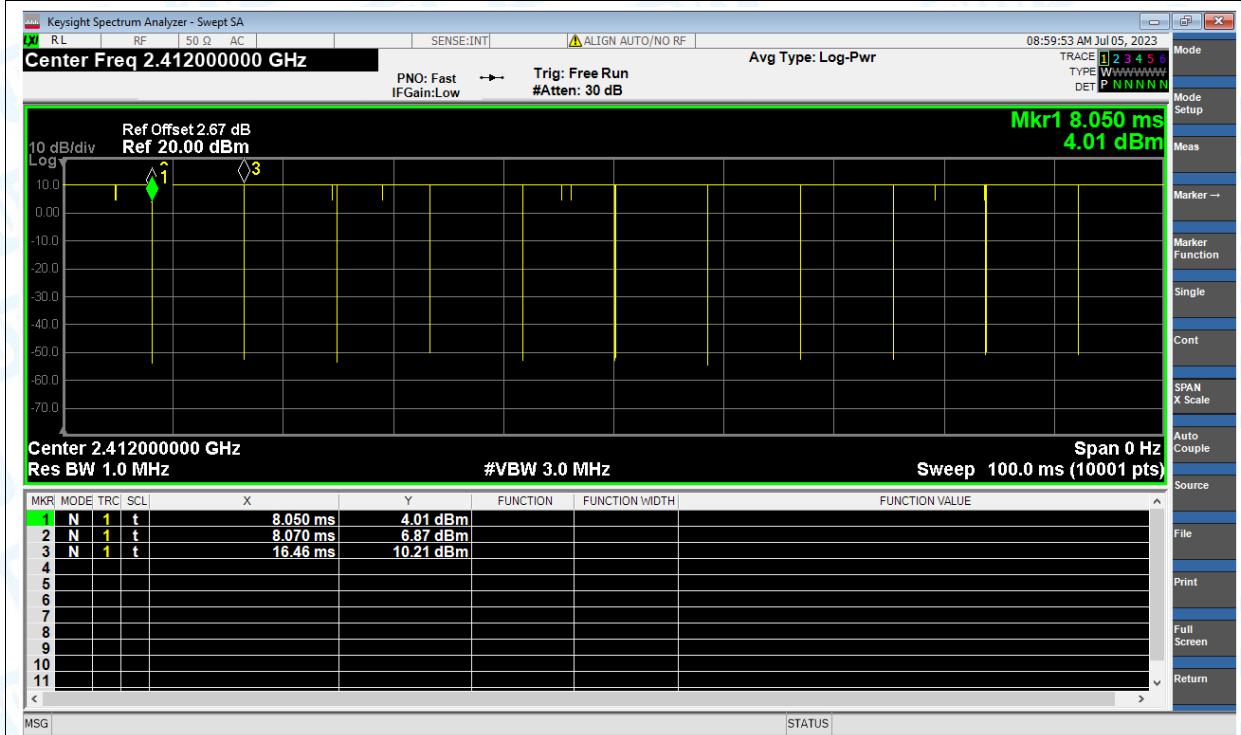 Keysight Spectrum Analyzer - Swept SA
LXI RL RF 50 Ω AC SENSE:INT ALIGN AUTO/NO RF 08:59:53 AM Jul 05, 2023
Center Freq 2.412000000 GHz
PNO: Fast
IFGain:Low
Trig: Free Run
#Atten: 30 dB
Avg Type: Log-Pwr
TRACE 1 2 3 4 5 6
TYPE WWWWWW
DET P NNNNN
Mkr1 8.050 ms
4.01 dBm
Ref Offset 2.67 dB
10 dB/div Ref 20.00 dBm
Log
1
3
10.0
0.00
-10.0
-20.0
-30.0
-40.0
-50.0
-60.0
-70.0
Center 2.412000000 GHz Span 0 Hz
Res BW 1.0 MHz #VBW 3.0 MHz Sweep 100.0 ms (10001 pts)
MKR MODE TRC SCL X Y FUNCTION FUNCTION WIDTH FUNCTION VALUE
1 N 1 t 8.050 ms 4.01 dBm
2 N 1 t 8.070 ms 6.87 dBm
3 N 1 t 16.46 ms 10.21 dBm
4
5
6
7
8
9
10
11
MSG STATUS
Mode
Mode
Setup
Meas
Marker →
Marker
Function
Single
Cont
SPAN
X Scale
Auto
Couple
Source
File
Print
Full
Screen
Return